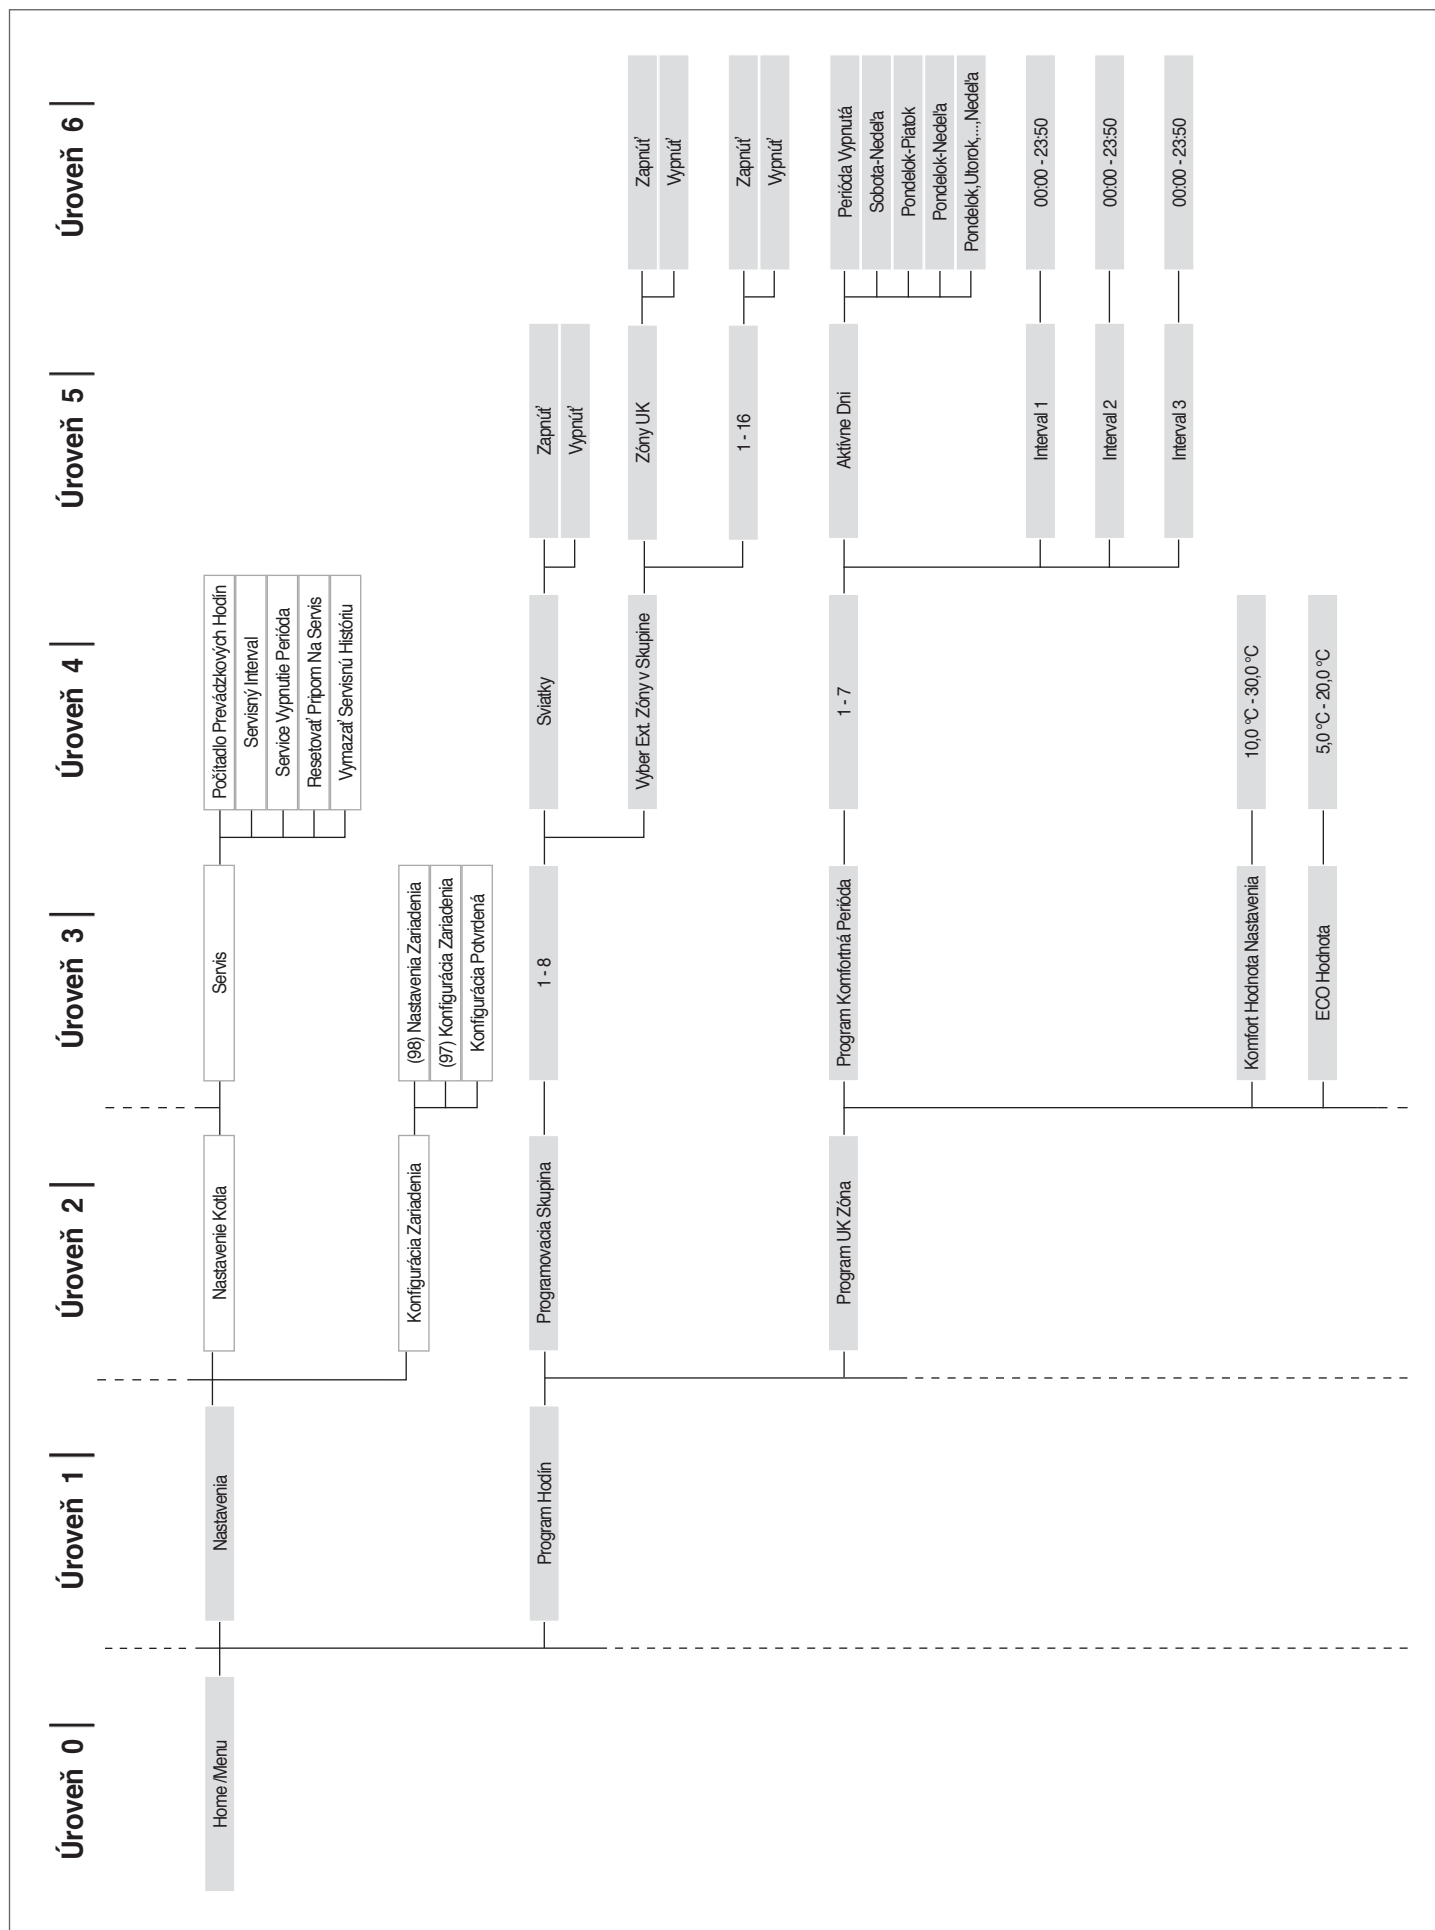 Úroveň 0
Úroveň 1
Úroveň 2
Úroveň 3
Úroveň 4
Úroveň 5
Úroveň 6
Home /Menu
Nastavenia
Nastavenie Kotla
Servis
Počítadlo Prevádzkových Hodín
Servisný Interval
Service Vypnutie Perióda
Resetovať Pripom Na Servis
Vymazať Servisnú Históriu
Konfigurácia Zariadenia
(98) Nastavenia Zariadenia
(97) Konfigurácia Zariadenia
Konfigurácia Potvrdená
Program Hodín
Programovacia Skupina
1 - 8
Sviatky
Zapnúť
Vypnúť
Vyber Ext. Zóny v Skupine
Zóny UK
Zapnúť
Vypnúť
1 - 16
Zapnúť
Vypnúť
Program UK Zóna
Program Komfortná Perióda
1 - 7
Aktívne Dni
Perióda Vypnutá
Sobota-Nedeľa
Pondelok-Piatok
Pondelok-Nedeľa
Pondelok,Utorok,...,Nedeľa
Interval 1
00:00 - 23:50
Interval 2
00:00 - 23:50
Interval 3
00:00 - 23:50
Komfort Hodnota Nastavenia
10,0 °C - 30,0 °C
ECO Hodnota
5,0 °C - 20,0 °C